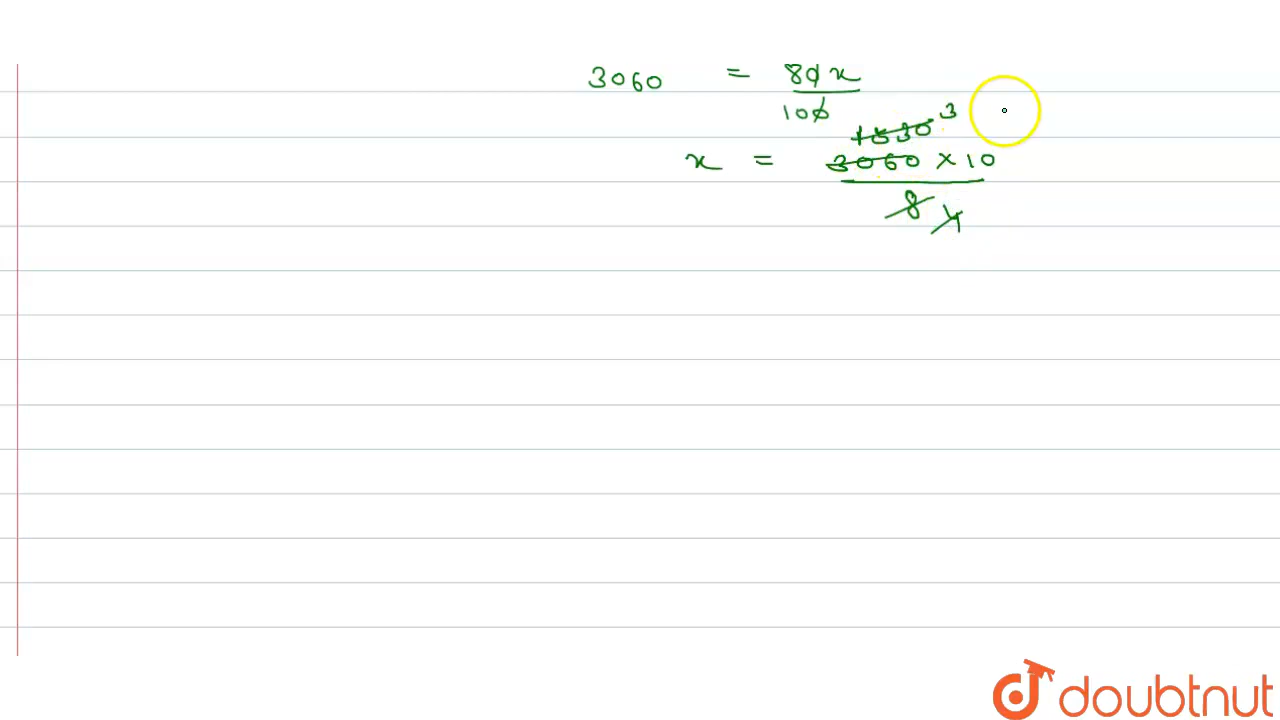 3060 = 80x
100
1530 3
x = 3060 × 10
8 4
doubtnut